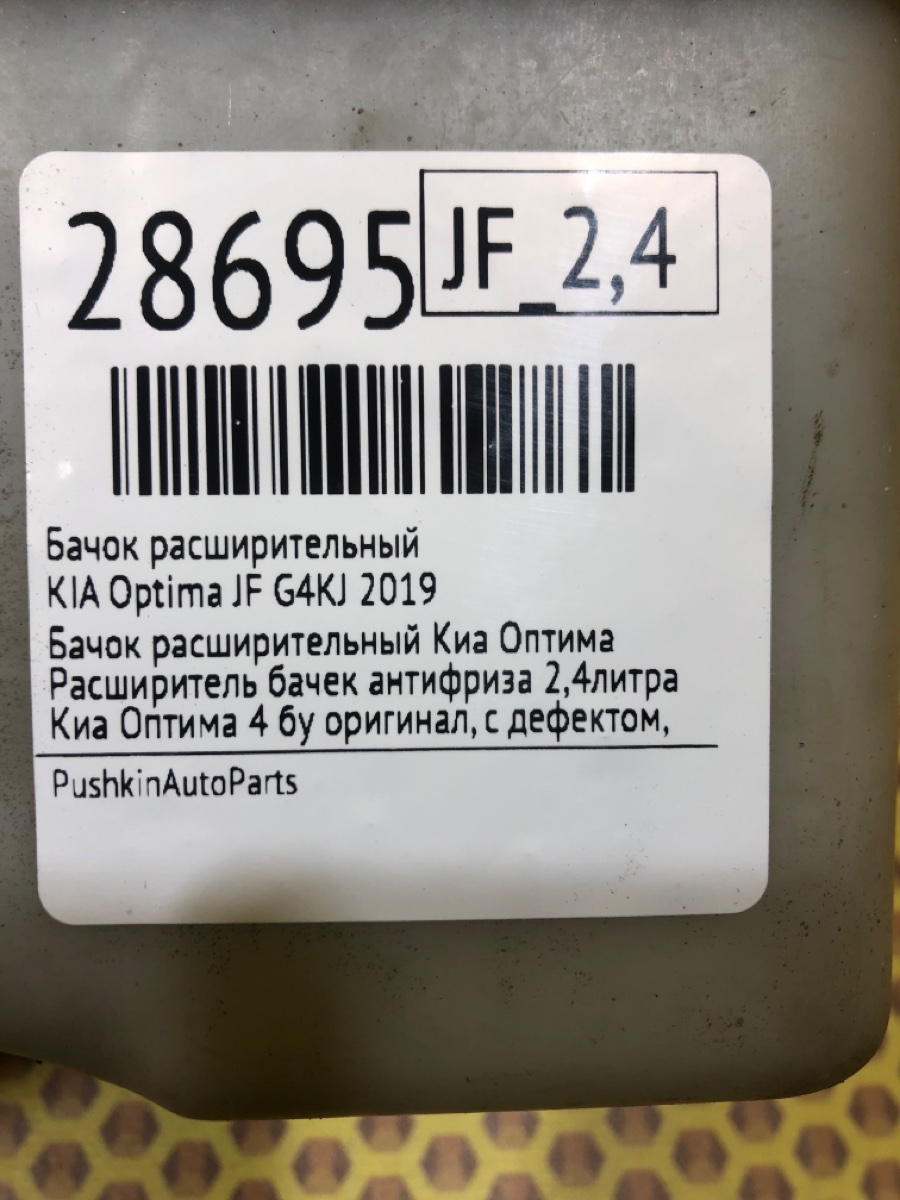 28695
JF_2,4
Бачок расширительный
KIA Optima JF G4KJ 2019
Бачок расширительный Киа Оптима
Расширитель бачек антифриза 2,4литра
Киа Оптима 4 бу оригинал, с дефектом,
PushkinAutoParts